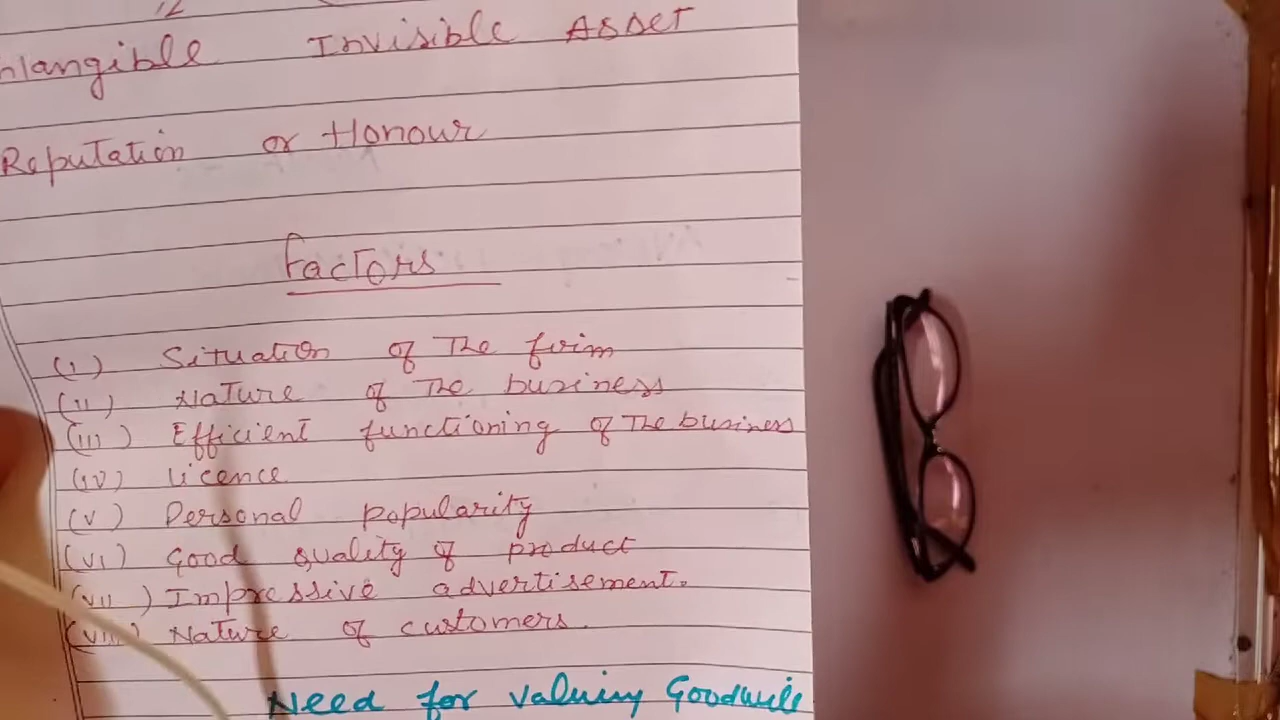 ntangible Invisible Asset
Reputation or Honour
Factors
(i) Situation of The firm
(ii) Nature of The business
(iii) Efficient functioning of The business
(iv) Licence
(v) Personal popularity
(vi) Good quality of product
(vii) Impressive advertisement.
(viii) Nature of customers.
Need for Valuing Goodwill